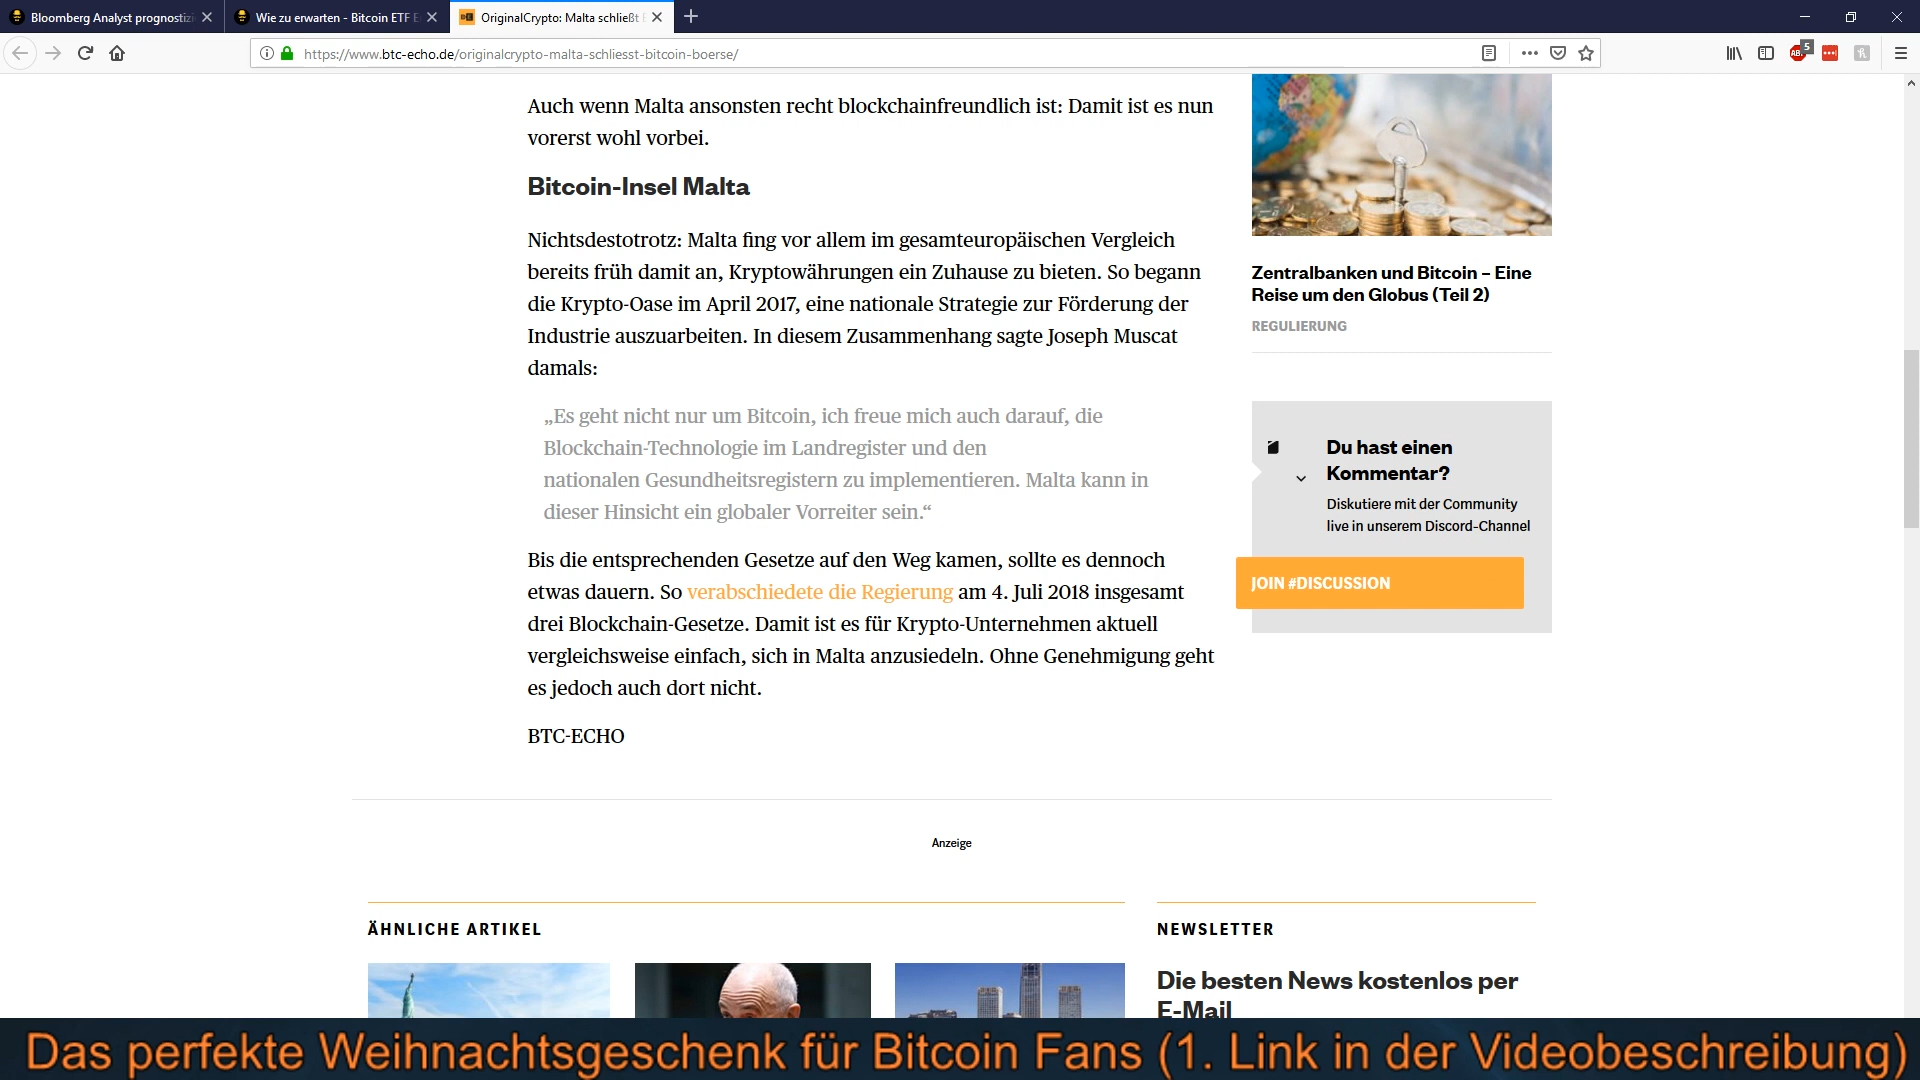 Bloomberg Analyst prognostizi
Wie zu erwarten - Bitcoin ETF E
OriginalCrypto: Malta schließt
https://www.btc-echo.de/originalcrypto-malta-schliesst-bitcoin-boerse/
5
Auch wenn Malta ansonsten recht blockchainfreundlich ist: Damit ist es nun
vorerst wohl vorbei.
Bitcoin-Insel Malta
Nichtsdestotrotz: Malta fing vor allem im gesamteuropäischen Vergleich
bereits früh damit an, Kryptowährungen ein Zuhause zu bieten. So begann
die Krypto-Oase im April 2017, eine nationale Strategie zur Förderung der
Industrie auszuarbeiten. In diesem Zusammenhang sagte Joseph Muscat
damals:
„Es geht nicht nur um Bitcoin, ich freue mich auch darauf, die
Blockchain-Technologie im Landregister und den
nationalen Gesundheitsregistern zu implementieren. Malta kann in
dieser Hinsicht ein globaler Vorreiter sein.“
Bis die entsprechenden Gesetze auf den Weg kamen, sollte es dennoch
etwas dauern. So verabschiedete die Regierung am 4. Juli 2018 insgesamt
drei Blockchain-Gesetze. Damit ist es für Krypto-Unternehmen aktuell
vergleichsweise einfach, sich in Malta anzusiedeln. Ohne Genehmigung geht
es jedoch auch dort nicht.
BTC-ECHO
Zentralbanken und Bitcoin – Eine
Reise um den Globus (Teil 2)
REGULIERUNG
Du hast einen
Kommentar?
Diskutiere mit der Community
live in unserem Discord-Channel
JOIN #DISCUSSION
Anzeige
ÄHNLICHE ARTIKEL
NEWSLETTER
Die besten News kostenlos per
E-Mail
Das perfekte Weihnachtsgeschenk für Bitcoin Fans (1. Link in der Videobeschreibung)